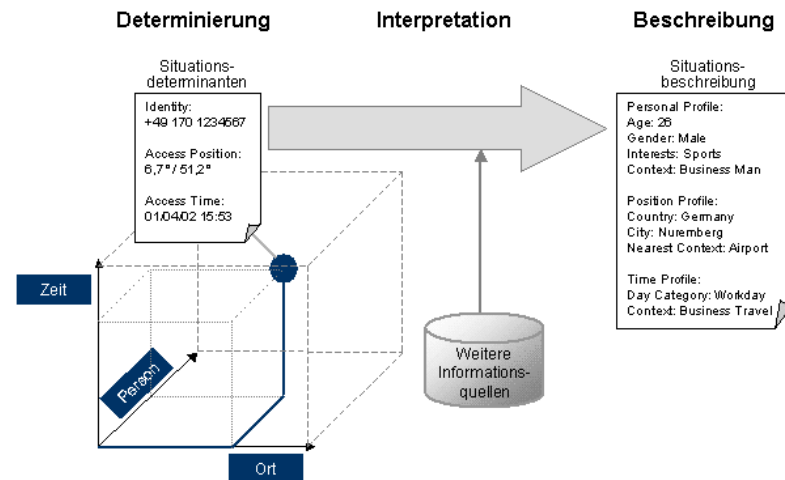 Determinierung
Interpretation
Beschreibung
Situations-
determinanten
Identity:
+49 170 1234567
Access Position:
6,7° / 51,2°
Access Time:
01/04/02 15:53
Zeit
Person
Ort
Weitere
Informations-
quellen
Situations-
beschreibung
Personal Profile:
Age: 26
Gender: Male
Interests: Sports
Context: Business Man
Position Profile:
Country: Germany
City: Nuremberg
Nearest Context: Airport
Time Profile:
Day Category: Workday
Context: Business Travel